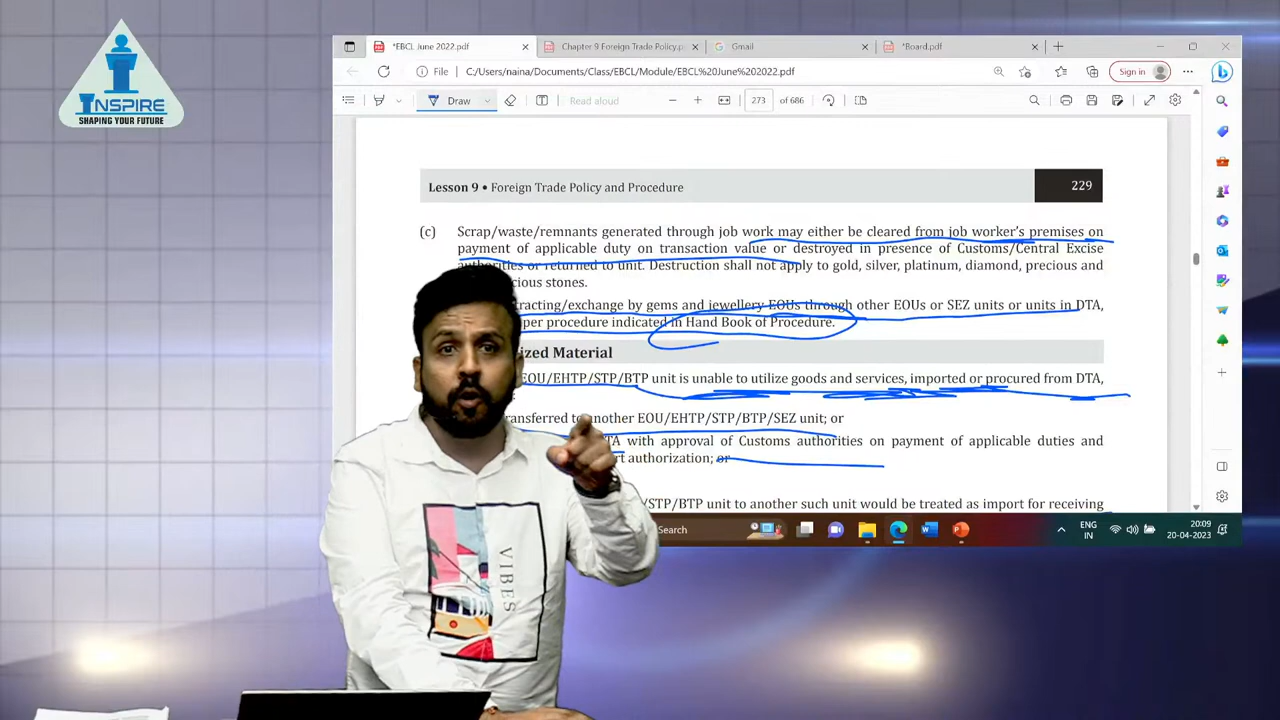 INSPIRE
SHAPING YOUR FUTURE
*EBCL June 2022.pdf
Chapter 9 Foreign Trade Policy.p
Gmail
*Board.pdf
File
C:/Users/naina/Documents/Class/EBCL/Module/EBCL%20June%202022.pdf
Sign in
Draw
Read aloud
273
of 686
Lesson 9 • Foreign Trade Policy and Procedure
229
(c) Scrap/waste/remnants generated through job work may either be cleared from job worker's premises on
payment of applicable duty on transaction value or destroyed in presence of Customs/Central Excise
authorities or returned to unit. Destruction shall not apply to gold, silver, platinum, diamond, precious and
cious stones.
tracting/exchange by gems and jewellery EOUs through other EOUs or SEZ units or units in DTA,
per procedure indicated in Hand Book of Procedure.
ized Material
EOU/EHTP/STP/BTP unit is unable to utilize goods and services, imported or procured from DTA,
ransferred to another EOU/EHTP/STP/BTP/SEZ unit; or
TA with approval of Customs authorities on payment of applicable duties and
rt authorization; or
/STP/BTP unit to another such unit would be treated as import for receiving
Search
ENG
IN
20:09
20-04-2023
VIBES